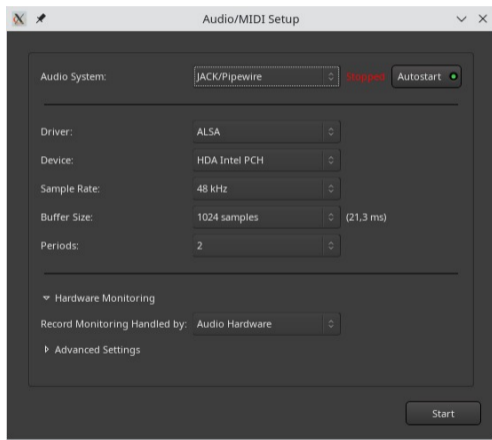 Audio/MIDI Setup
Audio System: JACK/Pipewire Stopped Autostart
Driver: ALSA
Device: HDA Intel PCH
Sample Rate: 48 kHz
Buffer Size: 1024 samples (21,3 ms)
Periods: 2
Hardware Monitoring
Record Monitoring Handled by: Audio Hardware
Advanced Settings
Start